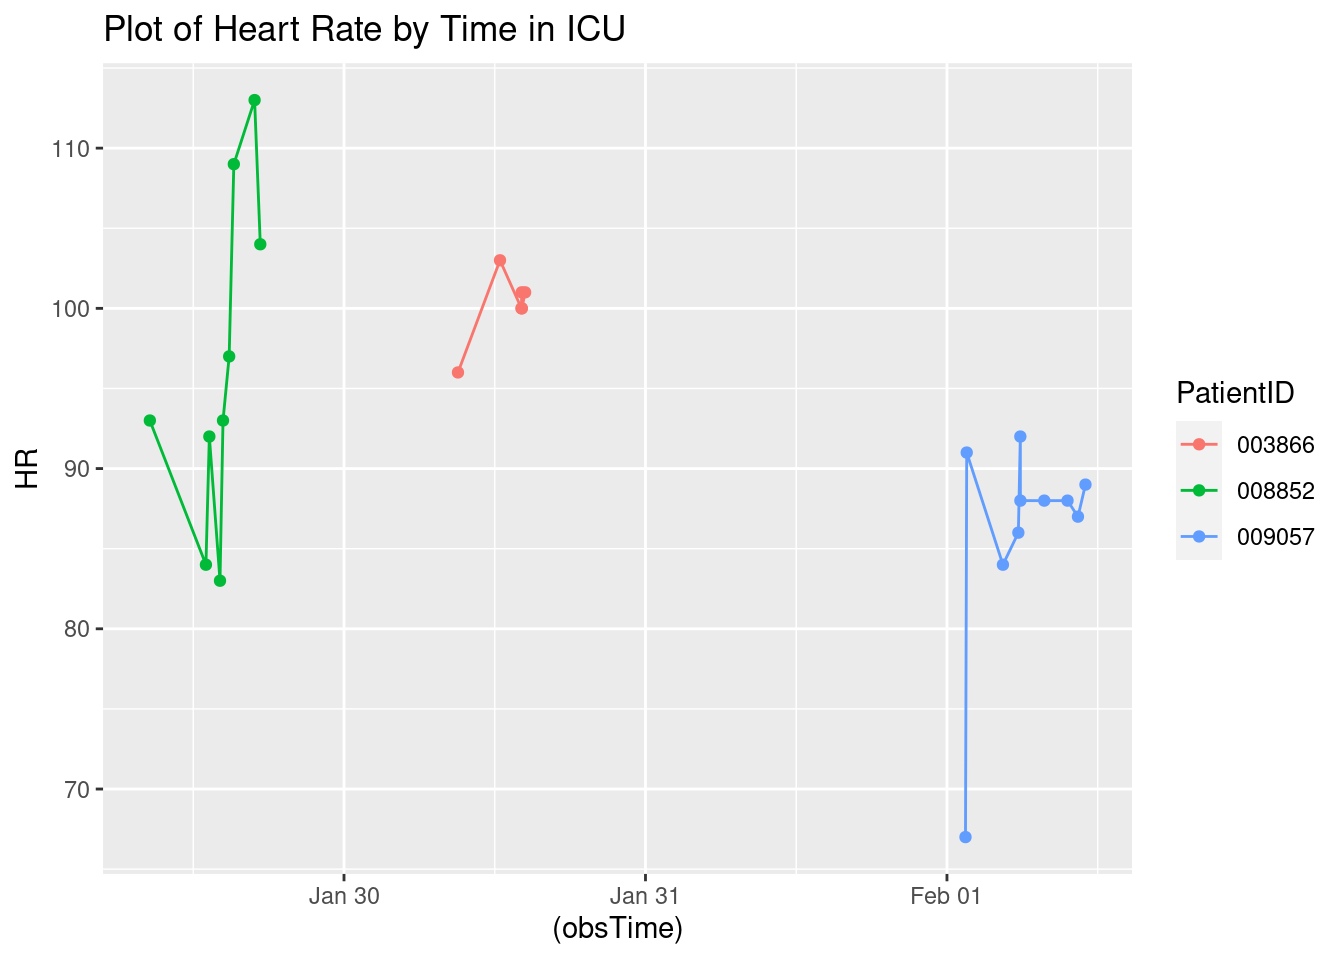 Plot of Heart Rate by Time in ICU
110
100
90
80
70
HR
Jan 30 Jan 31 Feb 01
(obsTime)
PatientID
003866
008852
009057